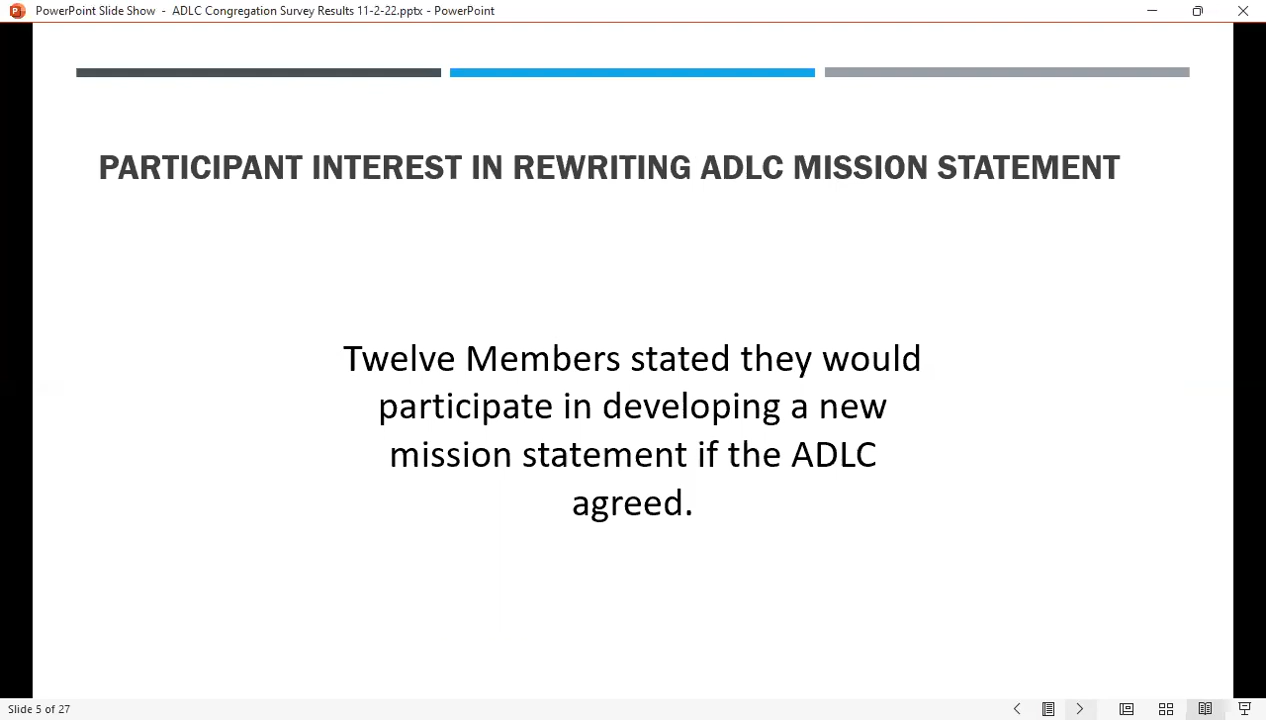 PowerPoint Slide Show - ADLC Congregation Survey Results 11-2-22.pptx - PowerPoint
PARTICIPANT INTEREST IN REWRITING ADLC MISSION STATEMENT
Twelve Members stated they would
participate in developing a new
mission statement if the ADLC
agreed.
Slide 5 of 27